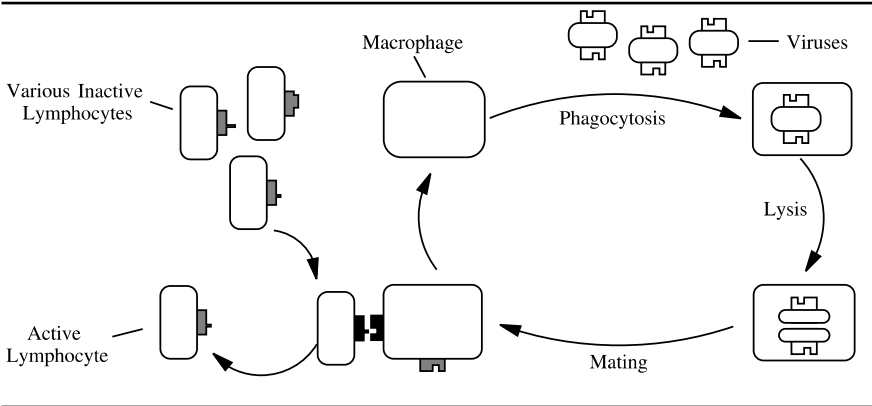 Macrophage
Viruses
Various Inactive
Lymphocytes
Phagocytosis
Lysis
Active
Lymphocyte
Mating